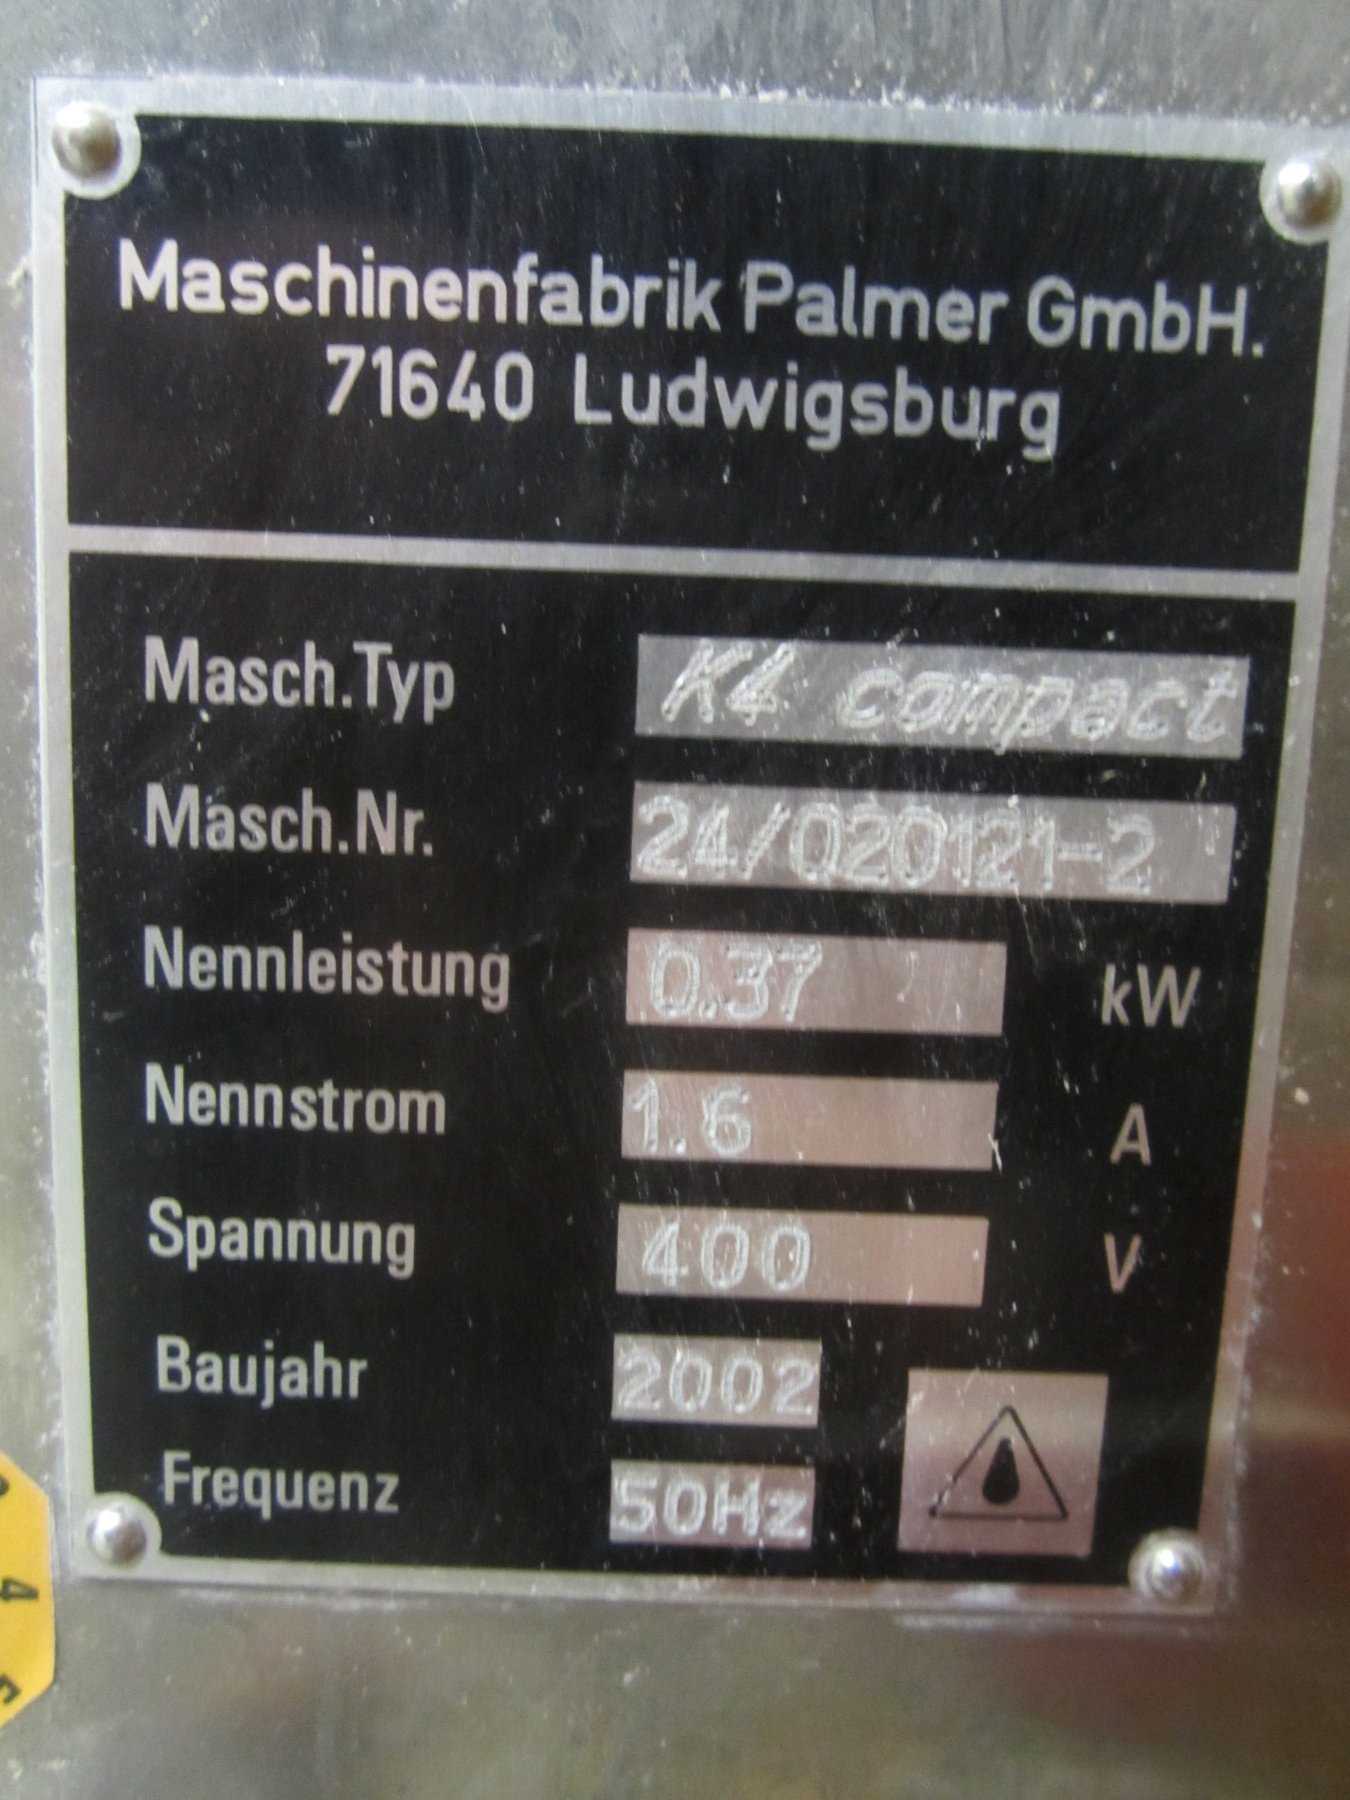 Maschinenfabrik Palmer GmbH.
71640 Ludwigsburg
Masch.Typ K4 compact
Masch.Nr. 24/020121-2
Nennleistung 0.37 kW
Nennstrom 1.6 A
Spannung 400 V
Baujahr 2002
Frequenz 50Hz
4